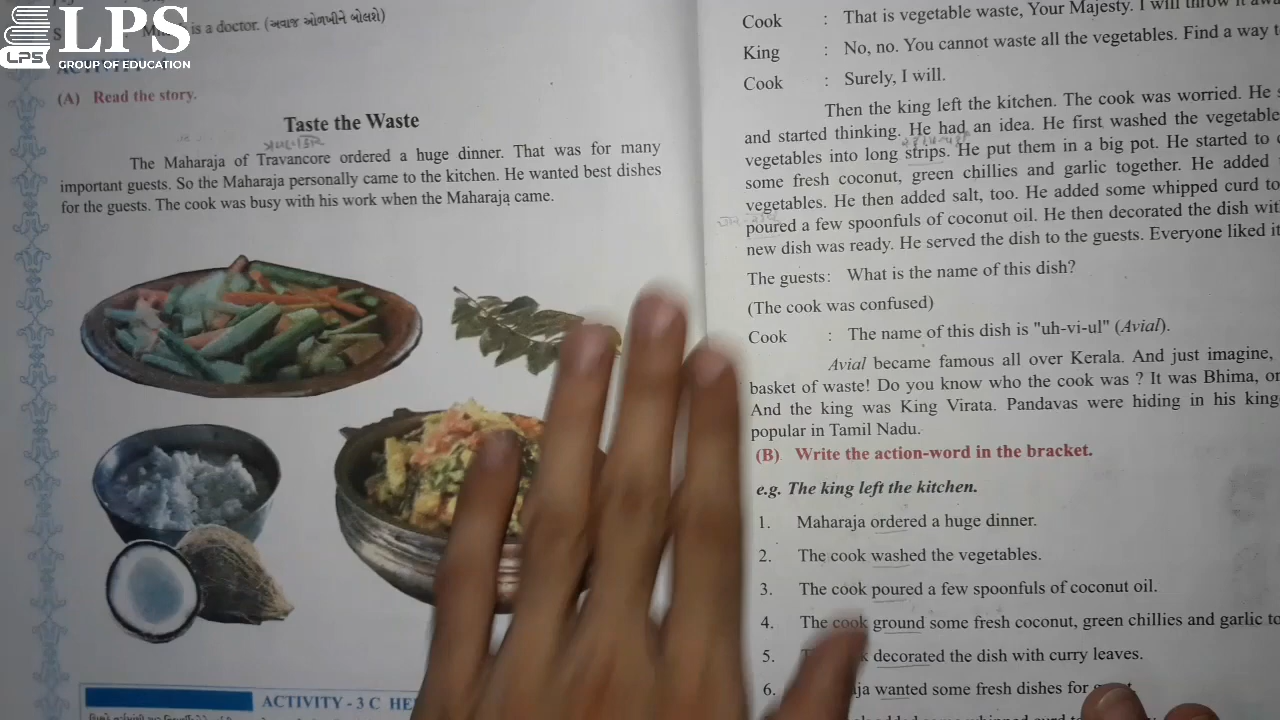 LPS
LPS
GROUP OF EDUCATION
is a doctor. (અવાજ ઓળખીને બોલશો)
(A) Read the story.
Taste the Waste
The Maharaja of Travancore ordered a huge dinner. That was for many
important guests. So the Maharaja personally came to the kitchen. He wanted best dishes
for the guests. The cook was busy with his work when the Maharaja came.
ACTIVITY - 3 C
Cook : That is vegetable waste, Your Majesty. I will throw it
King : No, no. You cannot waste all the vegetables. Find a way
Cook : Surely, I will.
Then the king left the kitchen. The cook was worried. He
and started thinking. He had an idea. He first washed the
vegetables into long strips. He put them in a big pot. He started to
some fresh coconut, green chillies and garlic together. He added
vegetables. He then added salt, too. He added some whipped curd to
poured a few spoonfuls of coconut oil. He then decorated the dish
new dish was ready. He served the dish to the guests. Everyone liked
The guests: What is the name of this dish?
(The cook was confused)
Cook : The name of this dish is "uh-vi-ul" (Avial).
Avial became famous all over Kerala. And just imagine,
basket of waste! Do you know who the cook was ? It was Bhima,
And the king was King Virata. Pandavas were hiding in his
popular in Tamil Nadu.
(B) Write the action-word in the bracket.
e.g. The king left the kitchen.
1. Maharaja ordered a huge dinner.
2. The cook washed the vegetables.
3. The cook poured a few spoonfuls of coconut oil.
4. The cook ground some fresh coconut, green chillies and garlic
5. decorated the dish with curry leaves.
6. wanted some fresh dishes for